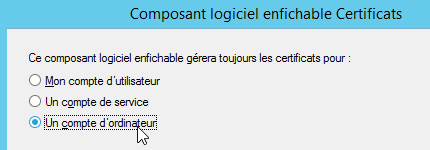 Composant logiciel enfichable Certificats
Ce composant logiciel enfichable gérera toujours les certificats pour :
Mon compte d'utilisateur
Un compte de service
Un compte d'ordinateur